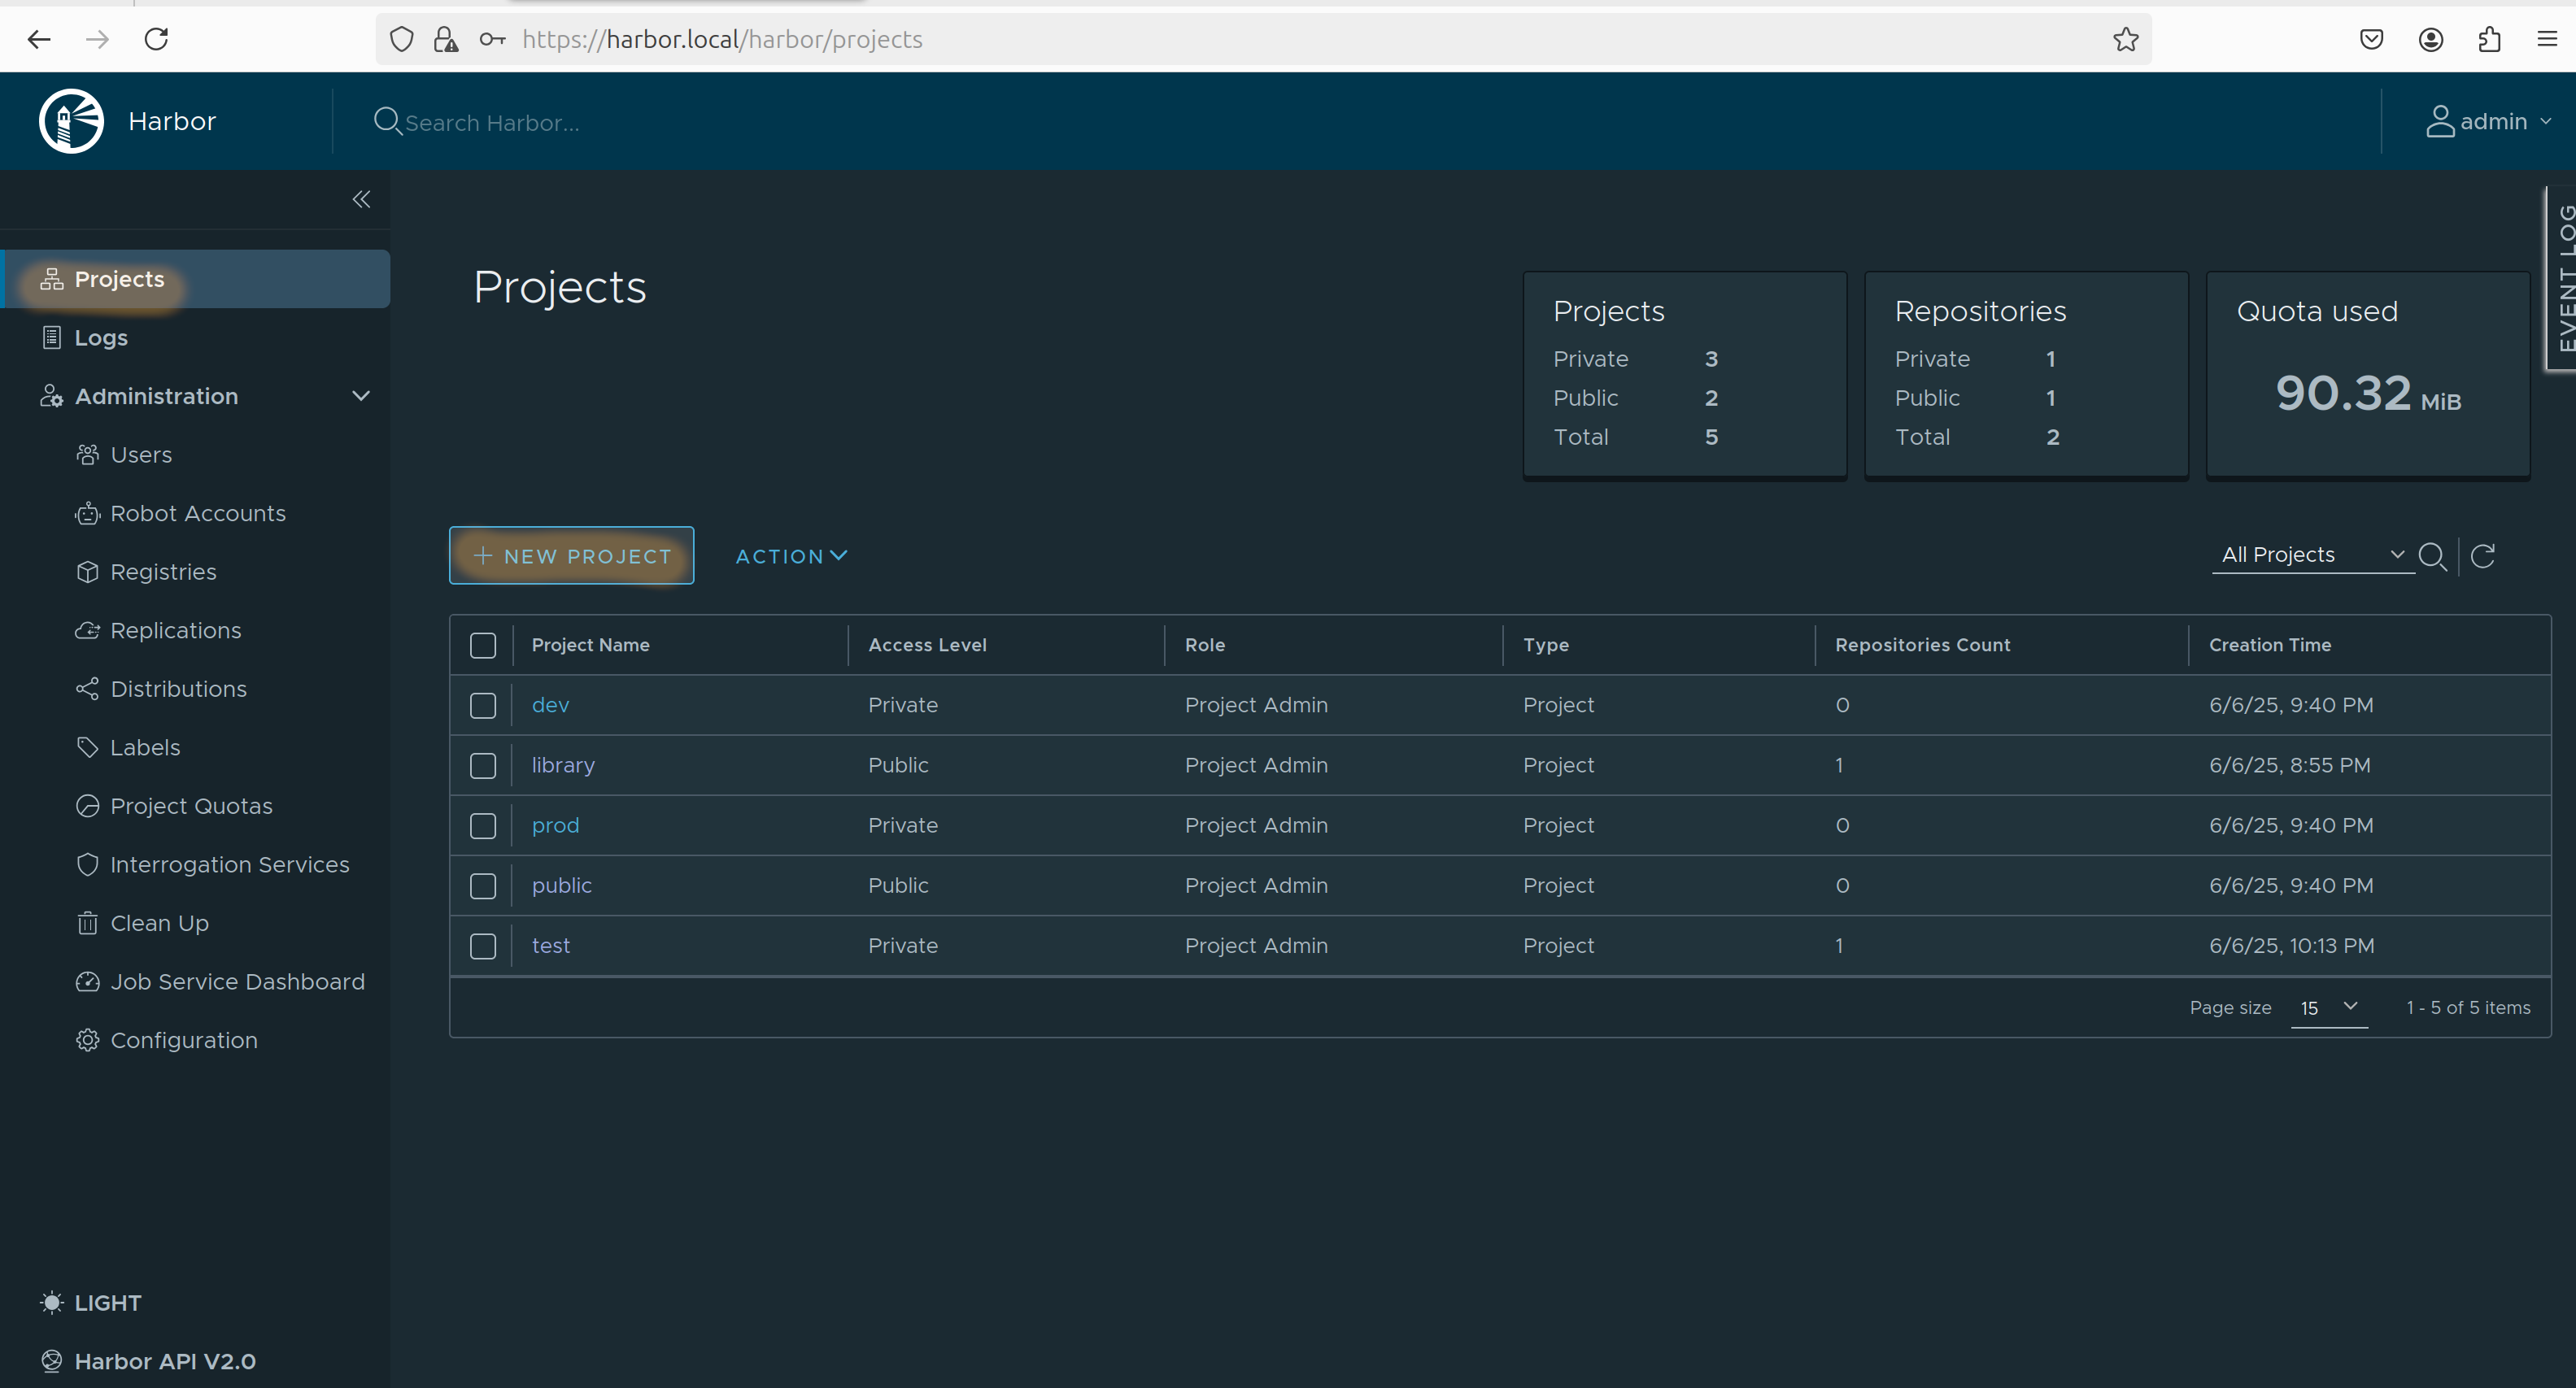 https://harbor.local/harbor/projects
Harbor
Search Harbor...
admin
EVENT LOG
Projects
Logs
Administration
Users
Robot Accounts
Registries
Replications
Distributions
Labels
Project Quotas
Interrogation Services
Clean Up
Job Service Dashboard
Configuration
LIGHT
Harbor API V2.0
Projects
Projects
Private 3
Public 2
Total 5
Repositories
Private 1
Public 1
Total 2
Quota used
90.32 MiB
+ NEW PROJECT ACTION
All Projects
Project Name Access Level Role Type Repositories Count Creation Time
dev Private Project Admin Project 0 6/6/25, 9:40 PM
library Public Project Admin Project 1 6/6/25, 8:55 PM
prod Private Project Admin Project 0 6/6/25, 9:40 PM
public Public Project Admin Project 0 6/6/25, 9:40 PM
test Private Project Admin Project 1 6/6/25, 10:13 PM
Page size 15 1 - 5 of 5 items